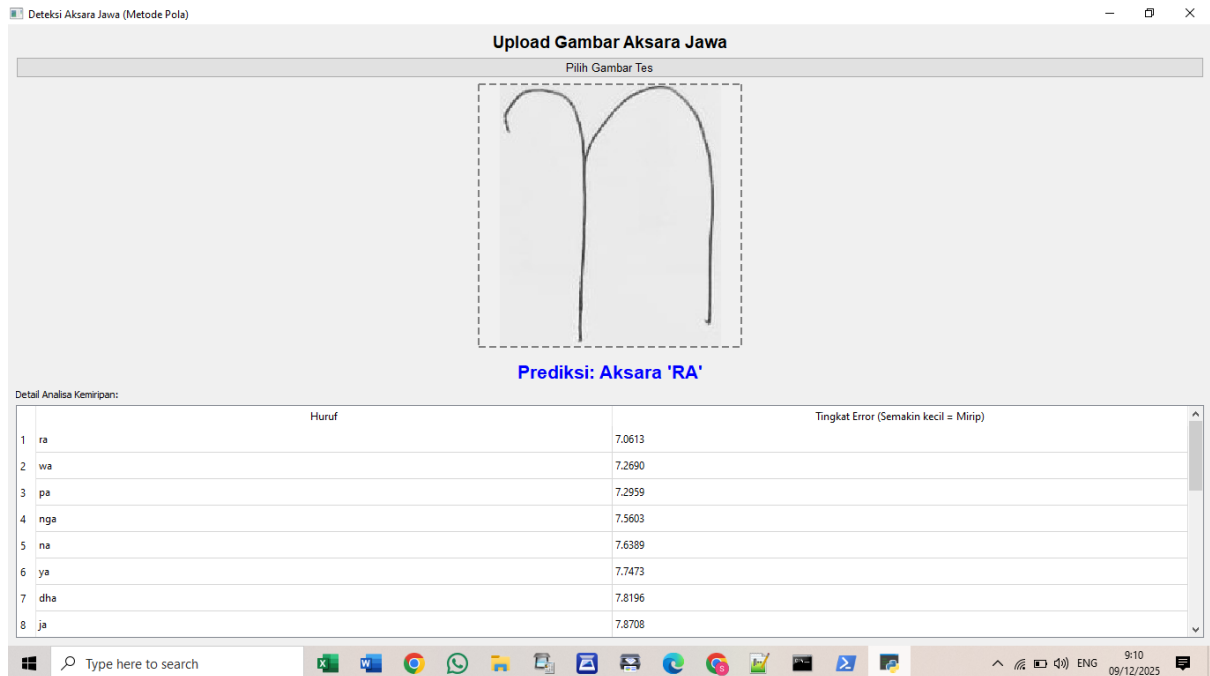 Deteksi Aksara Jawa (Metode Pola)
Upload Gambar Aksara Jawa
Pilih Gambar Tes
Prediksi: Aksara 'RA'
Detail Analisa Kemiripan:
Huruf Tingkat Error (Semakin kecil = Mirip)
1 ra 7.0613
2 wa 7.2690
3 pa 7.2959
4 nga 7.5603
5 na 7.6389
6 ya 7.7473
7 dha 7.8196
8 ja 7.8708
Type here to search
ENG
9:10
09/12/2025